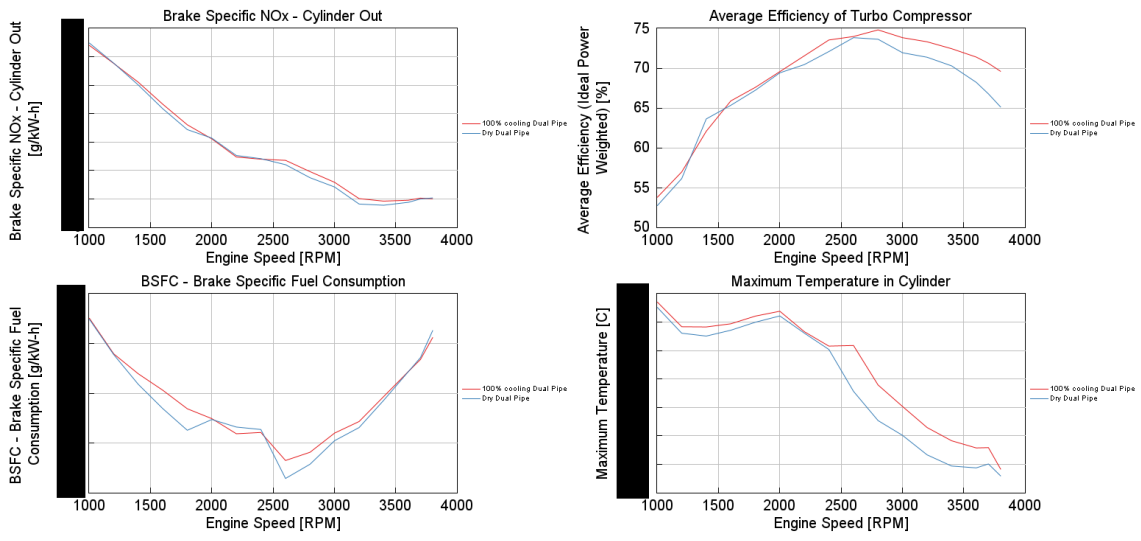 Brake Specific NOx - Cylinder Out
Brake Specific NOx - Cylinder Out
[g/kW-h]
1000 1500 2000 2500 3000 3500 4000
Engine Speed [RPM]
100% cooling Dual Pipe
Dry Dual Pipe
Average Efficiency of Turbo Compressor
Average Efficiency (Ideal Power
Weighted) [%]
75
70
65
60
55
50
1000 1500 2000 2500 3000 3500 4000
Engine Speed [RPM]
100% cooling Dual Pipe
Dry Dual Pipe
BSFC - Brake Specific Fuel Consumption
BSFC - Brake Specific Fuel
Consumption [g/kW-h]
1000 1500 2000 2500 3000 3500 4000
Engine Speed [RPM]
100% cooling Dual Pipe
Dry Dual Pipe
Maximum Temperature in Cylinder
Maximum Temperature [C]
1000 1500 2000 2500 3000 3500 4000
Engine Speed [RPM]
100% cooling Dual Pipe
Dry Dual Pipe